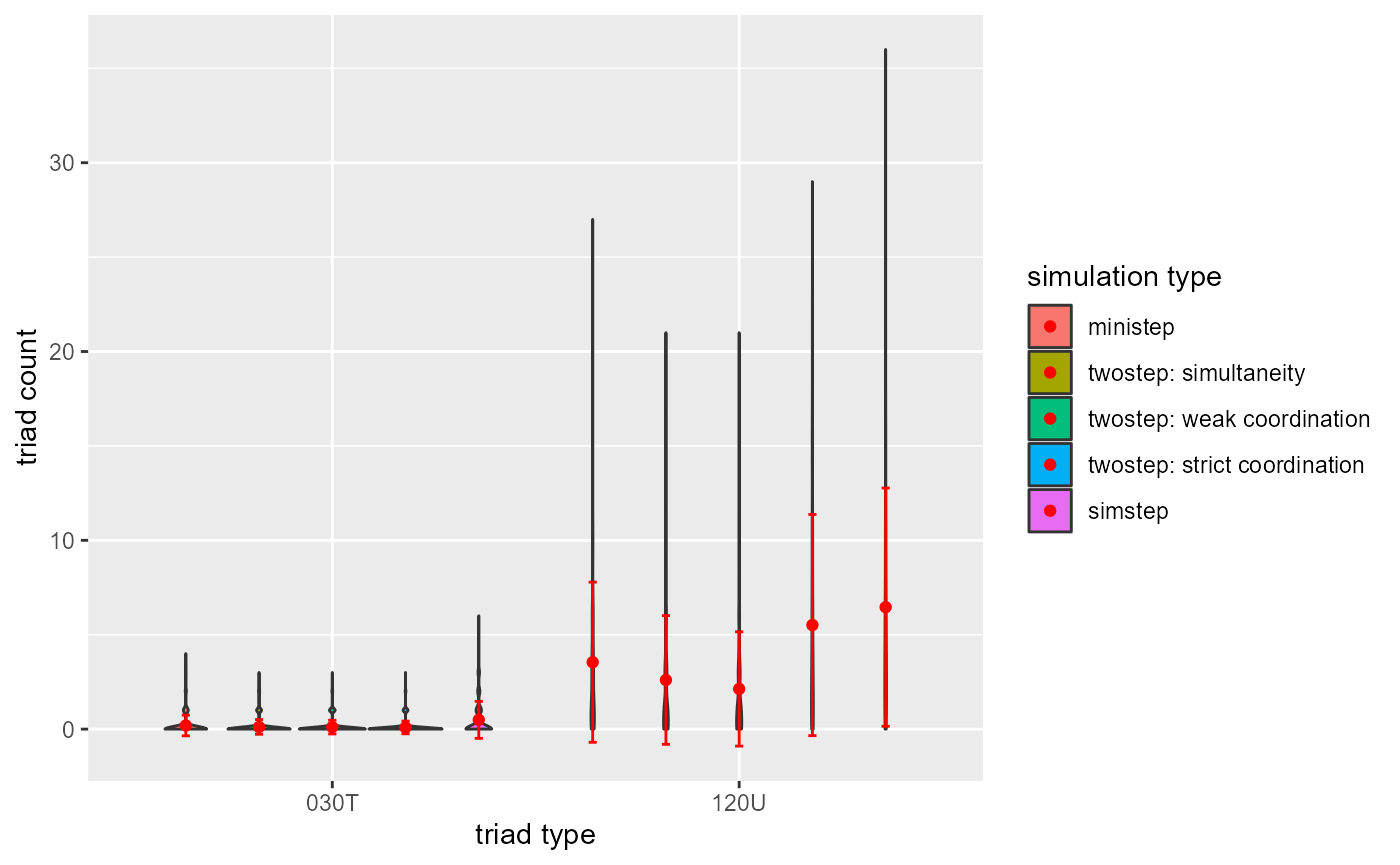 triad count
30
20
10
0
030T
120U
triad type
simulation type
ministep
twostep: simultaneity
twostep: weak coordination
twostep: strict coordination
simstep